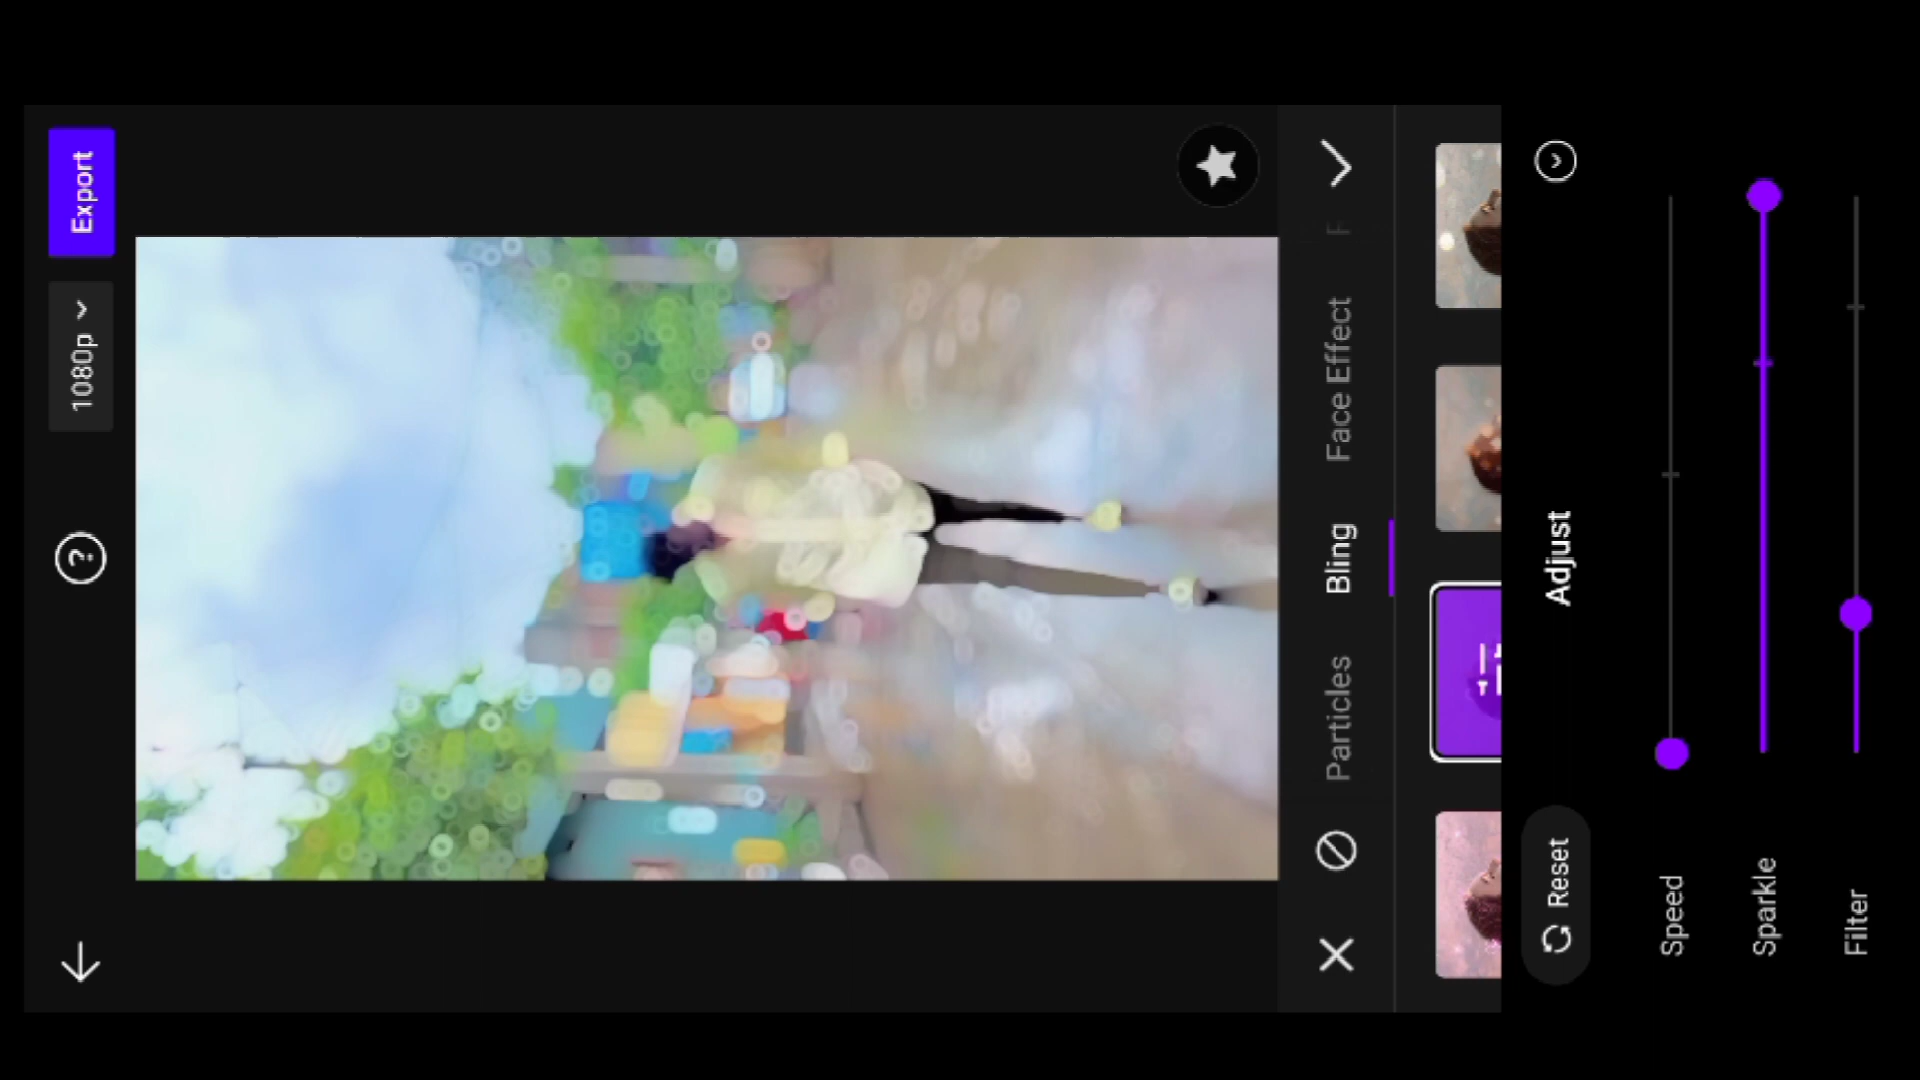 ?
1080p
Export
Particles
Bling
Face Effect
F
Reset
Adjust
Speed
Sparkle
Filter